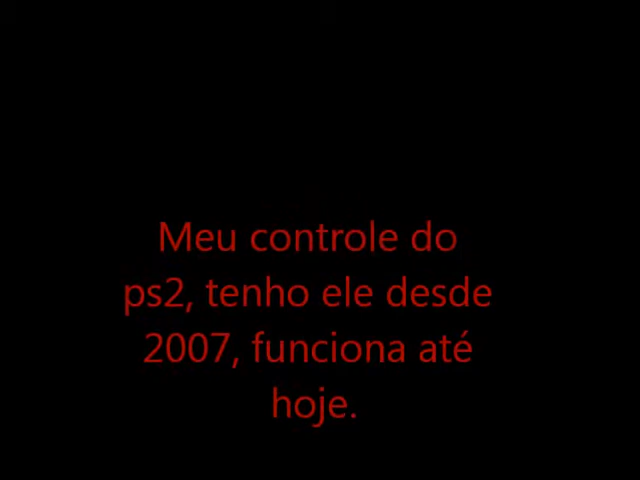 Meu controle do
ps2, tenho ele desde
2007, funciona até
hoje.